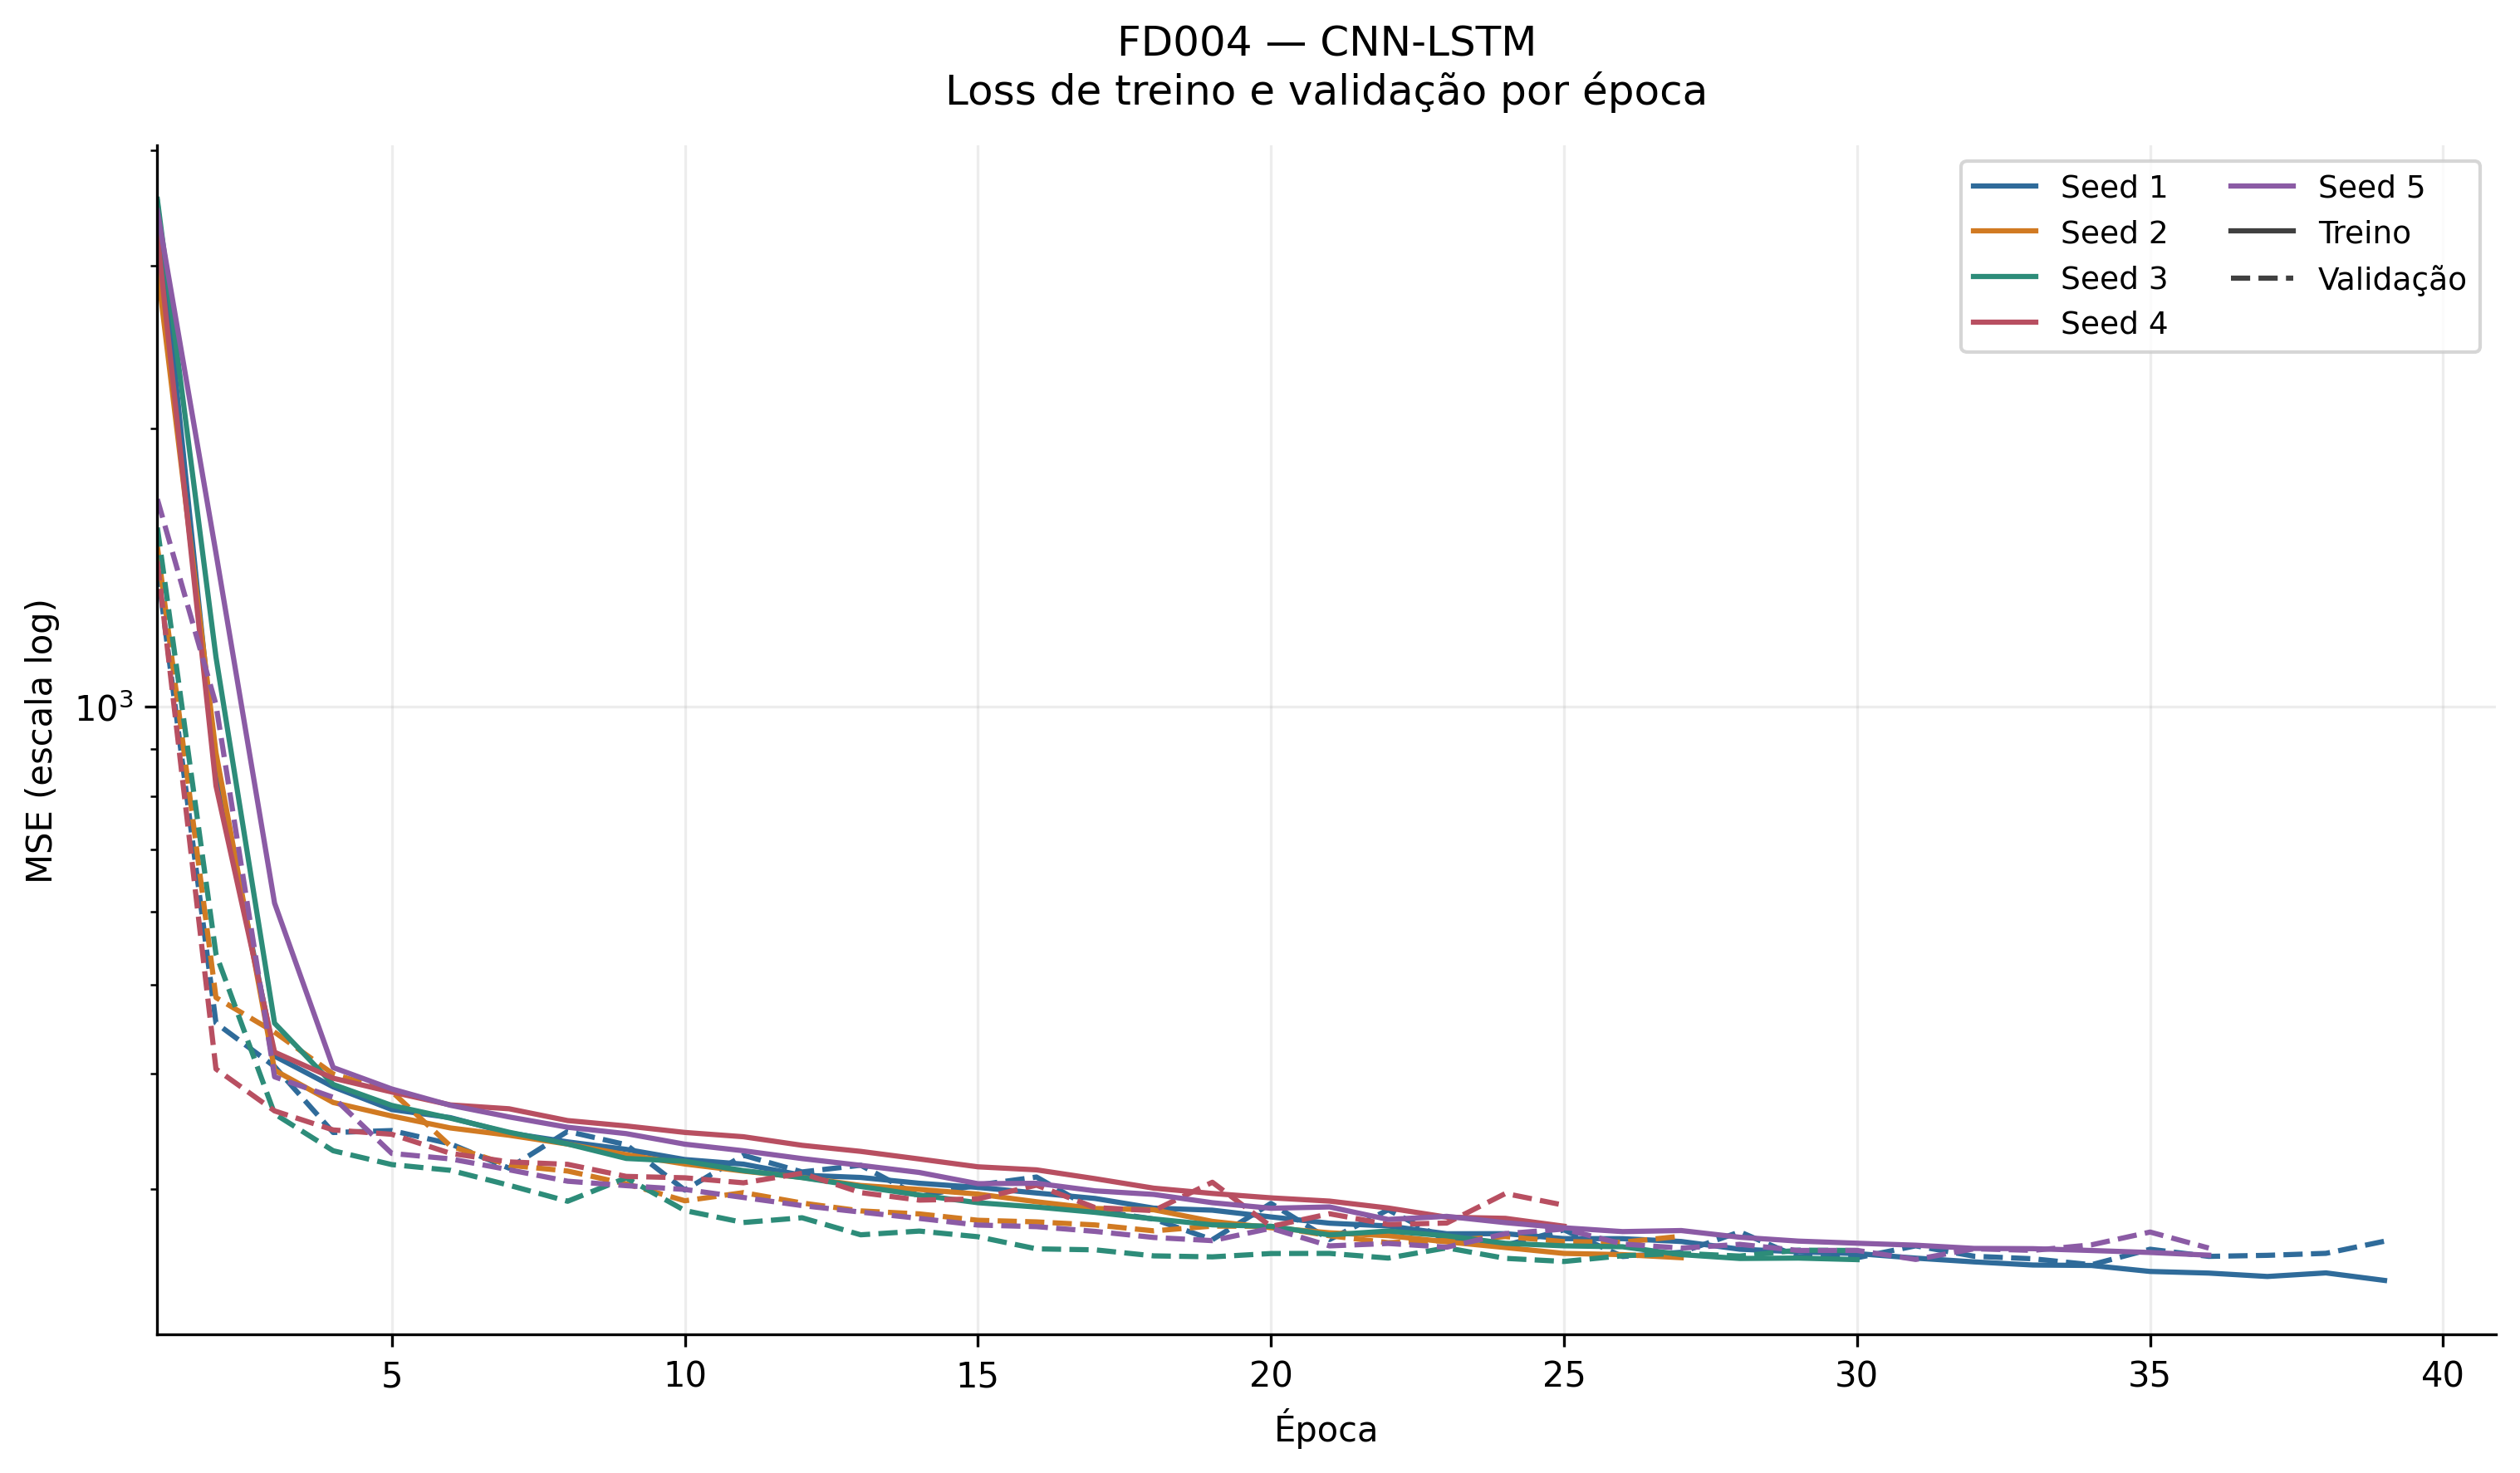 FD004 — CNN-LSTM
Loss de treino e validação por época
Seed 1
Seed 2
Seed 3
Seed 4
Seed 5
Treino
Validação
MSE (escala log)
10³
5 10 15 20 25 30 35 40
Época